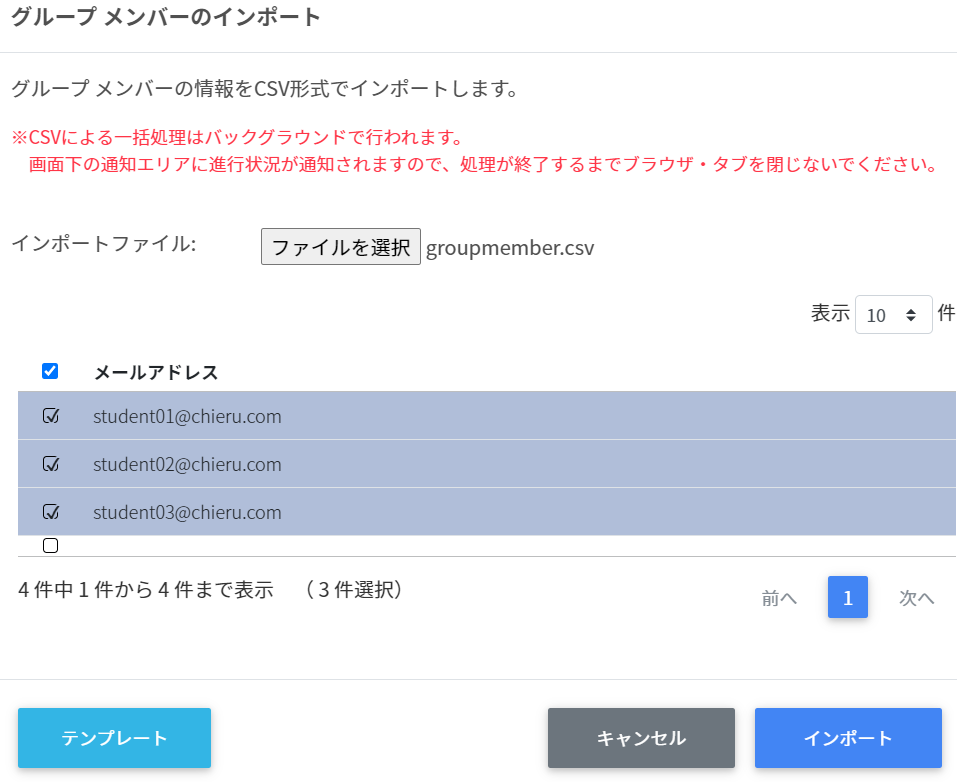 グループ メンバーのインポート
グループ メンバーの情報をCSV形式でインポートします。
※CSVによる一括処理はバックグラウンドで行われます。
画面下の通知エリアに進行状況が通知されますので、処理が終了するまでブラウザ・タブを閉じないでください。
インポートファイル: ファイルを選択 groupmember.csv
表示 10 件
メールアドレス
student01@chieru.com
student02@chieru.com
student03@chieru.com
4 件中 1 件から 4 件まで表示 （ 3 件選択） 前へ 1 次へ
テンプレート キャンセル インポート